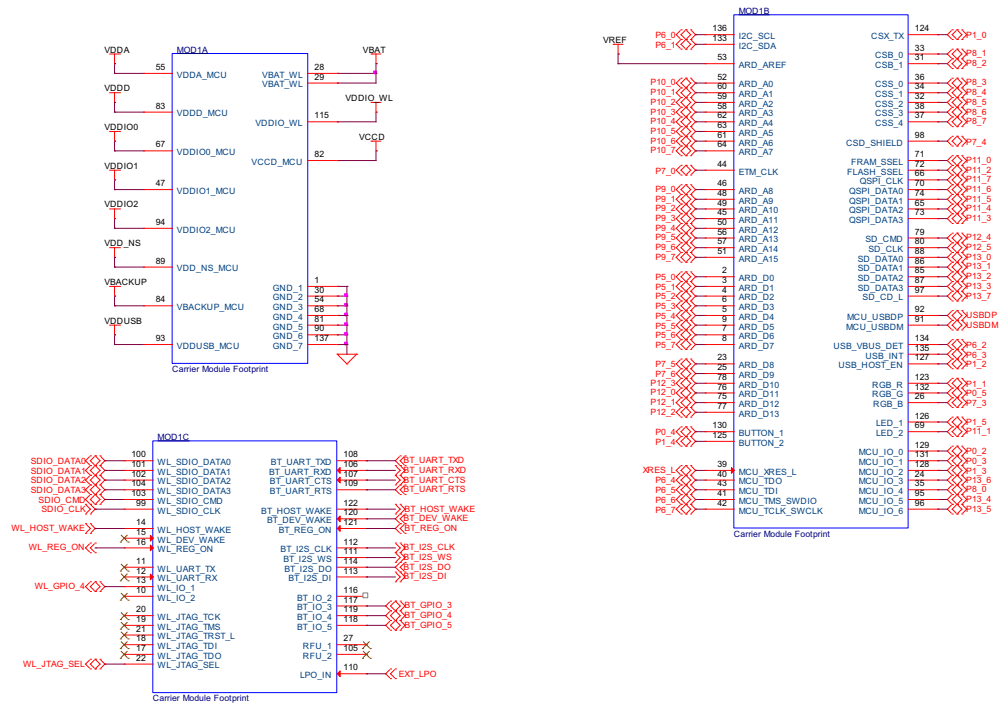 MOD1A
VDDA
55 VDDA_MCU
VDDD
83 VDDD_MCU
VDDIO0
67 VDDIO0_MCU
VDDIO1
47 VDDIO1_MCU
VDDIO2
94 VDDIO2_MCU
VDD_NS
89 VDD_NS_MCU
VBACKUP
84 VBACKUP_MCU
VDDUSB
93 VDDUSB_MCU
VBAT
VBAT_WL 28
VBAT_WL 29
VDDIO_WL
VDDIO_WL 115
VCCD
VCCD_MCU 82
GND_1 1
GND_2 30
GND_3 54
GND_4 68
GND_5 81
GND_6 90
GND_7 137
Carrier Module Footprint
MOD1B
P6_0 136 I2C_SCL
P6_1 133 I2C_SDA
VREF
53 ARD_AREF
P10_0 52 ARD_A0
P10_1 60 ARD_A1
P10_2 59 ARD_A2
P10_3 58 ARD_A3
P10_4 62 ARD_A4
P10_5 63 ARD_A5
P10_6 61 ARD_A6
P10_7 64 ARD_A7
P7_0 44 ETM_CLK
P9_0 46 ARD_A8
P9_1 48 ARD_A9
P9_2 49 ARD_A10
P9_3 45 ARD_A11
P9_4 50 ARD_A12
P9_5 56 ARD_A13
P9_6 57 ARD_A14
P9_7 51 ARD_A15
P5_0 2 ARD_D0
P5_1 3 ARD_D1
P5_2 4 ARD_D2
P5_3 6 ARD_D3
P5_4 5 ARD_D4
P5_5 9 ARD_D5
P5_6 7 ARD_D6
P5_7 8 ARD_D7
P7_5 23 ARD_D8
P7_6 25 ARD_D9
P12_3 78 ARD_D10
P12_0 76 ARD_D11
P12_1 75 ARD_D12
P12_2 77 ARD_D13
P0_4 130 BUTTON_1
P1_4 125 BUTTON_2
XRES_L 39 MCU_XRES_L
P6_4 40 MCU_TDO
P6_5 43 MCU_TDI
P6_6 41 MCU_TMS_SWDIO
P6_7 42 MCU_TCLK_SWCLK
CSX_TX 124 P1_0
CSB_0 33 P8_1
CSB_1 31 P8_2
CSS_0 36 P8_3
CSS_1 34 P8_4
CSS_2 32 P8_5
CSS_3 38 P8_6
CSS_4 37 P8_7
CSD_SHIELD 98 P7_4
FRAM_SSEL 71 P11_0
FLASH_SSEL 72 P11_2
QSPI_CLK 66 P11_7
QSPI_DATA0 70 P11_6
QSPI_DATA1 74 P11_5
QSPI_DATA2 65 P11_4
QSPI_DATA3 73 P11_3
SD_CMD 79 P12_4
SD_CLK 80 P12_5
SD_DATA0 88 P13_0
SD_DATA1 86 P13_1
SD_DATA2 85 P13_2
SD_DATA3 87 P13_3
SD_CD_L 97 P13_7
MCU_USBDP 92 USBDP
MCU_USBDM 91 USBDM
USB_VBUS_DET 134 P6_2
USB_INT 135 P6_3
USB_HOST_EN 127 P1_2
RGB_R 123 P1_1
RGB_G 132 P0_5
RGB_B 26 P7_3
LED_1 126 P1_5
LED_2 69 P11_1
MCU_IO_0 129 P0_2
MCU_IO_1 131 P0_3
MCU_IO_2 128 P1_3
MCU_IO_3 24 P13_6
MCU_IO_4 35 P8_0
MCU_IO_5 95 P13_4
MCU_IO_6 96 P13_5
Carrier Module Footprint
MOD1C
SDIO_DATA0 100 WL_SDIO_DATA0
SDIO_DATA1 101 WL_SDIO_DATA1
SDIO_DATA2 102 WL_SDIO_DATA2
SDIO_DATA3 104 WL_SDIO_DATA3
SDIO_CMD 103 WL_SDIO_CMD
SDIO_CLK 99 WL_SDIO_CLK
WL_HOST_WAKE 14 WL_HOST_WAKE
15 WL_DEV_WAKE
WL_REG_ON 16 WL_REG_ON
11 WL_UART_TX
12 WL_UART_RX
WL_GPIO_4 13 WL_IO_1
10 WL_IO_2
20 WL_JTAG_TCK
19 WL_JTAG_TMS
21 WL_JTAG_TRST_L
18 WL_JTAG_TDI
17 WL_JTAG_TDO
WL_JTAG_SEL 22 WL_JTAG_SEL
BT_UART_TXD 108 BT_UART_TXD
BT_UART_RXD 106 BT_UART_RXD
BT_UART_CTS 107 BT_UART_CTS
BT_UART_RTS 109 BT_UART_RTS
BT_HOST_WAKE 122 BT_HOST_WAKE
BT_DEV_WAKE 120 BT_DEV_WAKE
BT_REG_ON 121 BT_REG_ON
BT_I2S_CLK 112 BT_I2S_CLK
BT_I2S_WS 111 BT_I2S_WS
BT_I2S_DO 114 BT_I2S_DO
BT_I2S_DI 113 BT_I2S_DI
BT_IO_2 116
BT_IO_3 117 BT_GPIO_3
BT_IO_4 119 BT_GPIO_4
BT_IO_5 118 BT_GPIO_5
RFU_1 27
RFU_2 105
LPO_IN 110 EXT_LPO
Carrier Module Footprint